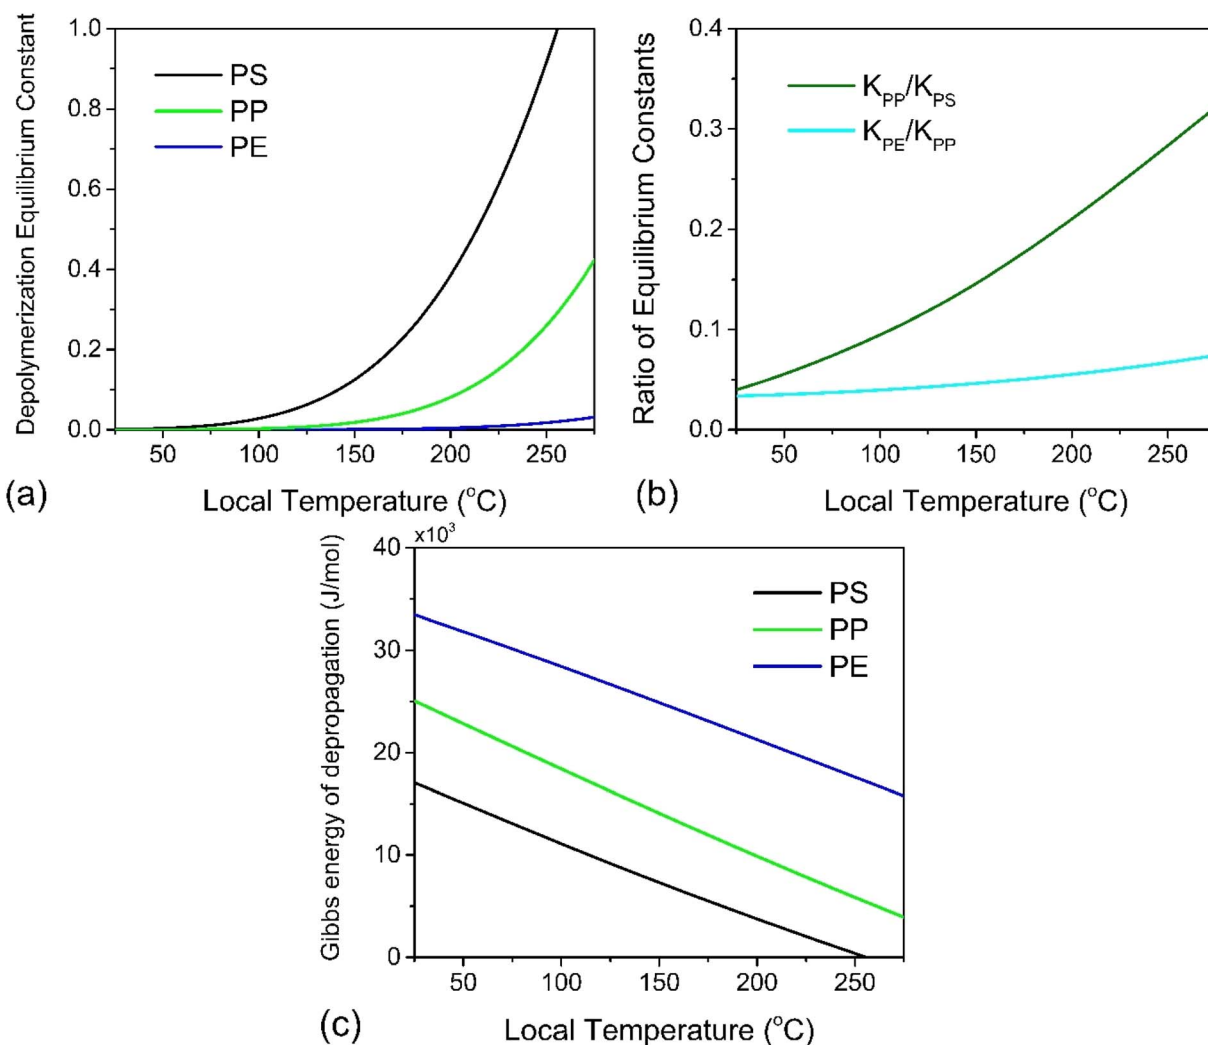 Depolymerization Equilibrium Constant
1.0
0.8
0.6
0.4
0.2
0.0
PS
PP
PE
50 100 150 200 250
Local Temperature (°C)
(a)
Ratio of Equilibrium Constants
0.4
0.3
0.2
0.1
0.0
K_PP/K_PS
K_PE/K_PP
50 100 150 200 250
Local Temperature (°C)
(b)
Gibbs energy of depropagation (J/mol)
x10³
40
30
20
10
0
PS
PP
PE
50 100 150 200 250
Local Temperature (°C)
(c)